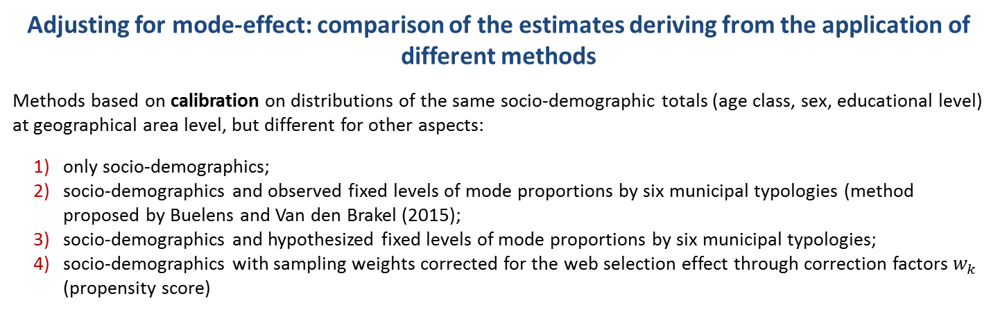 Adjusting for mode-effect: comparison of the estimates deriving from the application of
different methods
Methods based on calibration on distributions of the same socio-demographic totals (age class, sex, educational level)
at geographical area level, but different for other aspects:
1) only socio-demographics;
2) socio-demographics and observed fixed levels of mode proportions by six municipal typologies (method
proposed by Buelens and Van den Brakel (2015);
3) socio-demographics and hypothesized fixed levels of mode proportions by six municipal typologies;
4) socio-demographics with sampling weights corrected for the web selection effect through correction factors wₖ
(propensity score)